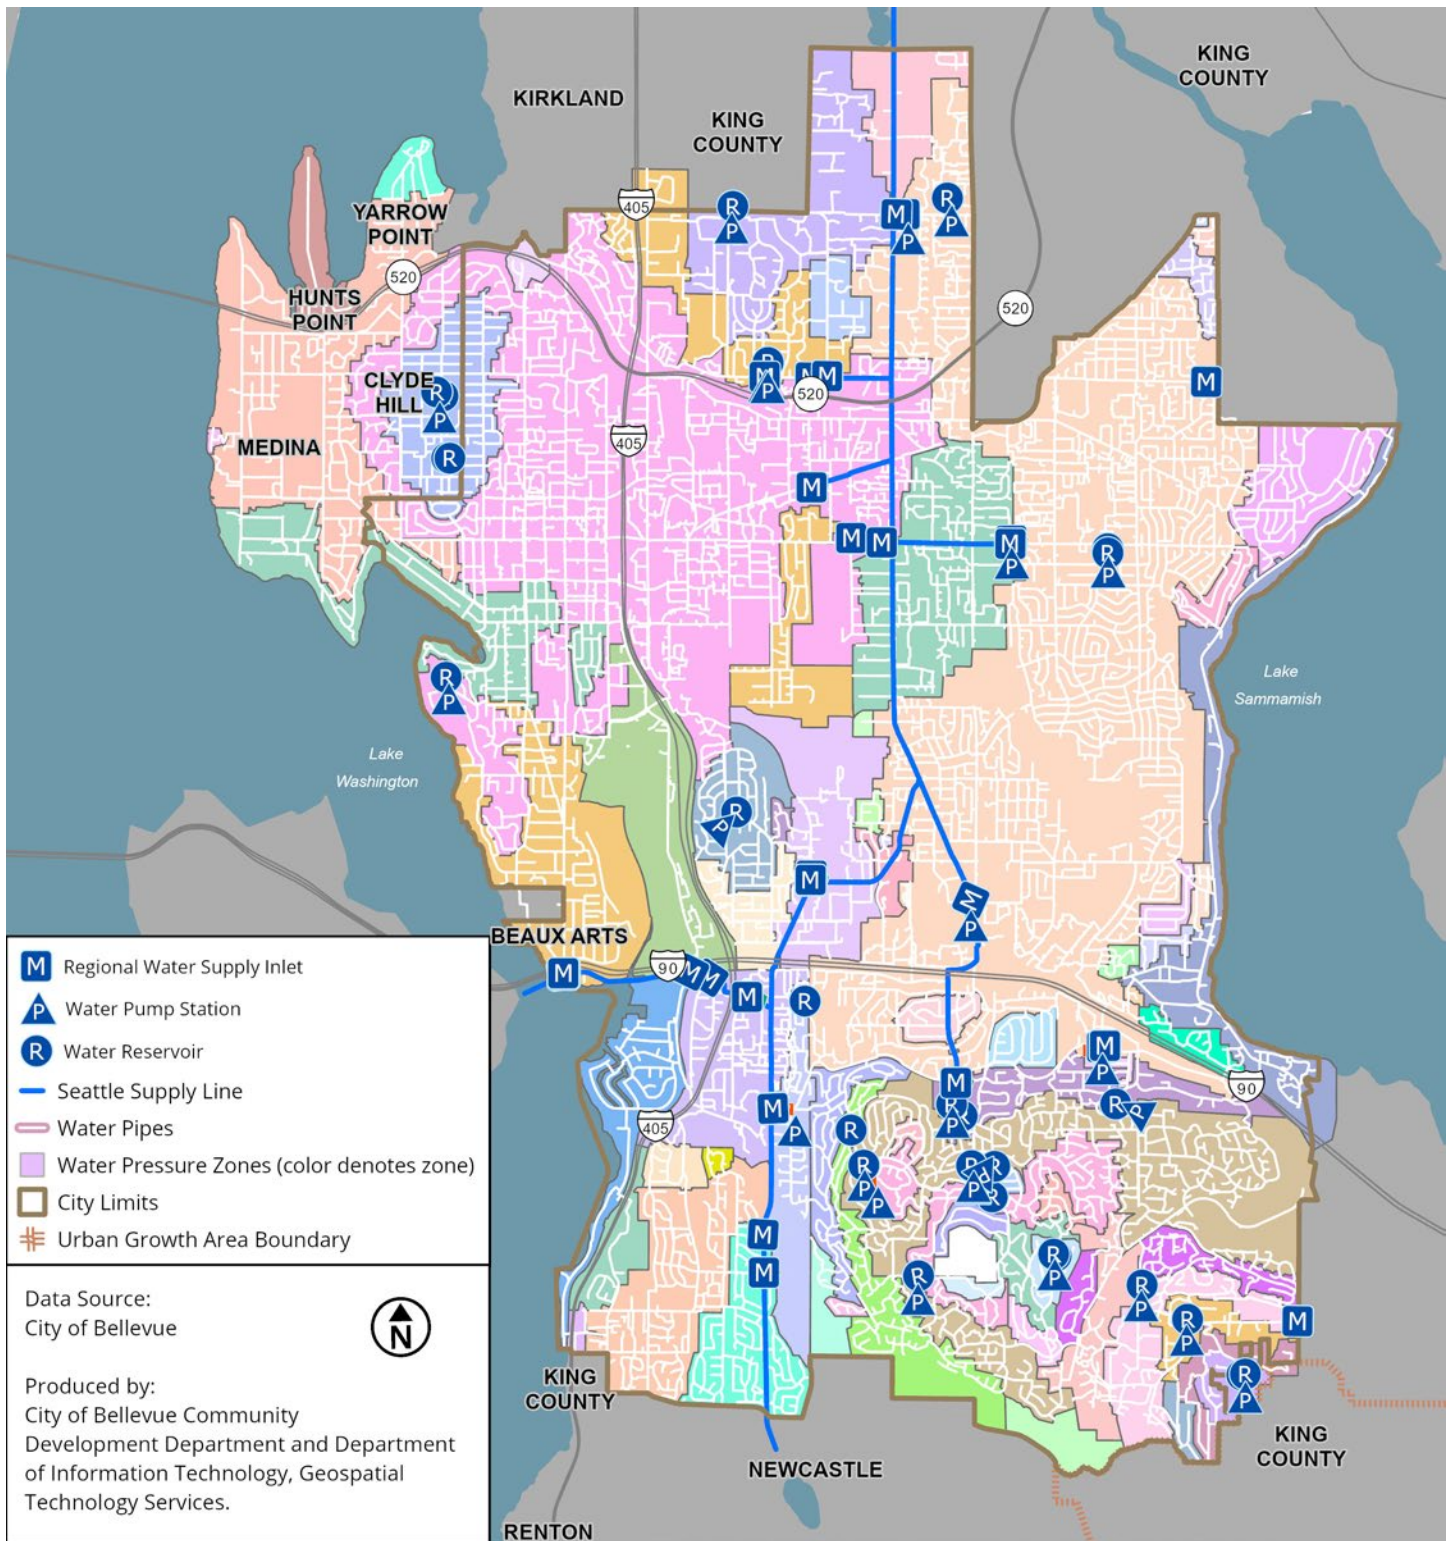 KING
COUNTY
KIRKLAND
KING
COUNTY
YARROW
POINT
405
R
P
M
P
R
P
520
HUNTS
POINT
520
CLYDE
HILL
R
P
R
R
M
P
M
520
M
405
MEDINA
M
M
M
M
P
R
P
R
P
Lake
Sammamish
Lake
Washington
R
P
M
M
P
BEAUX ARTS
M
90
M
M
M
R
M
Regional Water Supply Inlet
P
Water Pump Station
R
Water Reservoir
Seattle Supply Line
Water Pipes
Water Pressure Zones (color denotes zone)
City Limits
Urban Growth Area Boundary
M
P
M
R
R
P
R
P
90
M
P
405
R
R
P
P
R
R
P
P
R
M
M
R
P
R
P
R
P
R
P
M
R
P
Data Source:
City of Bellevue
N
Produced by:
City of Bellevue Community
Development Department and Department
of Information Technology, Geospatial
Technology Services.
KING
COUNTY
KING
COUNTY
NEWCASTLE
RENTON